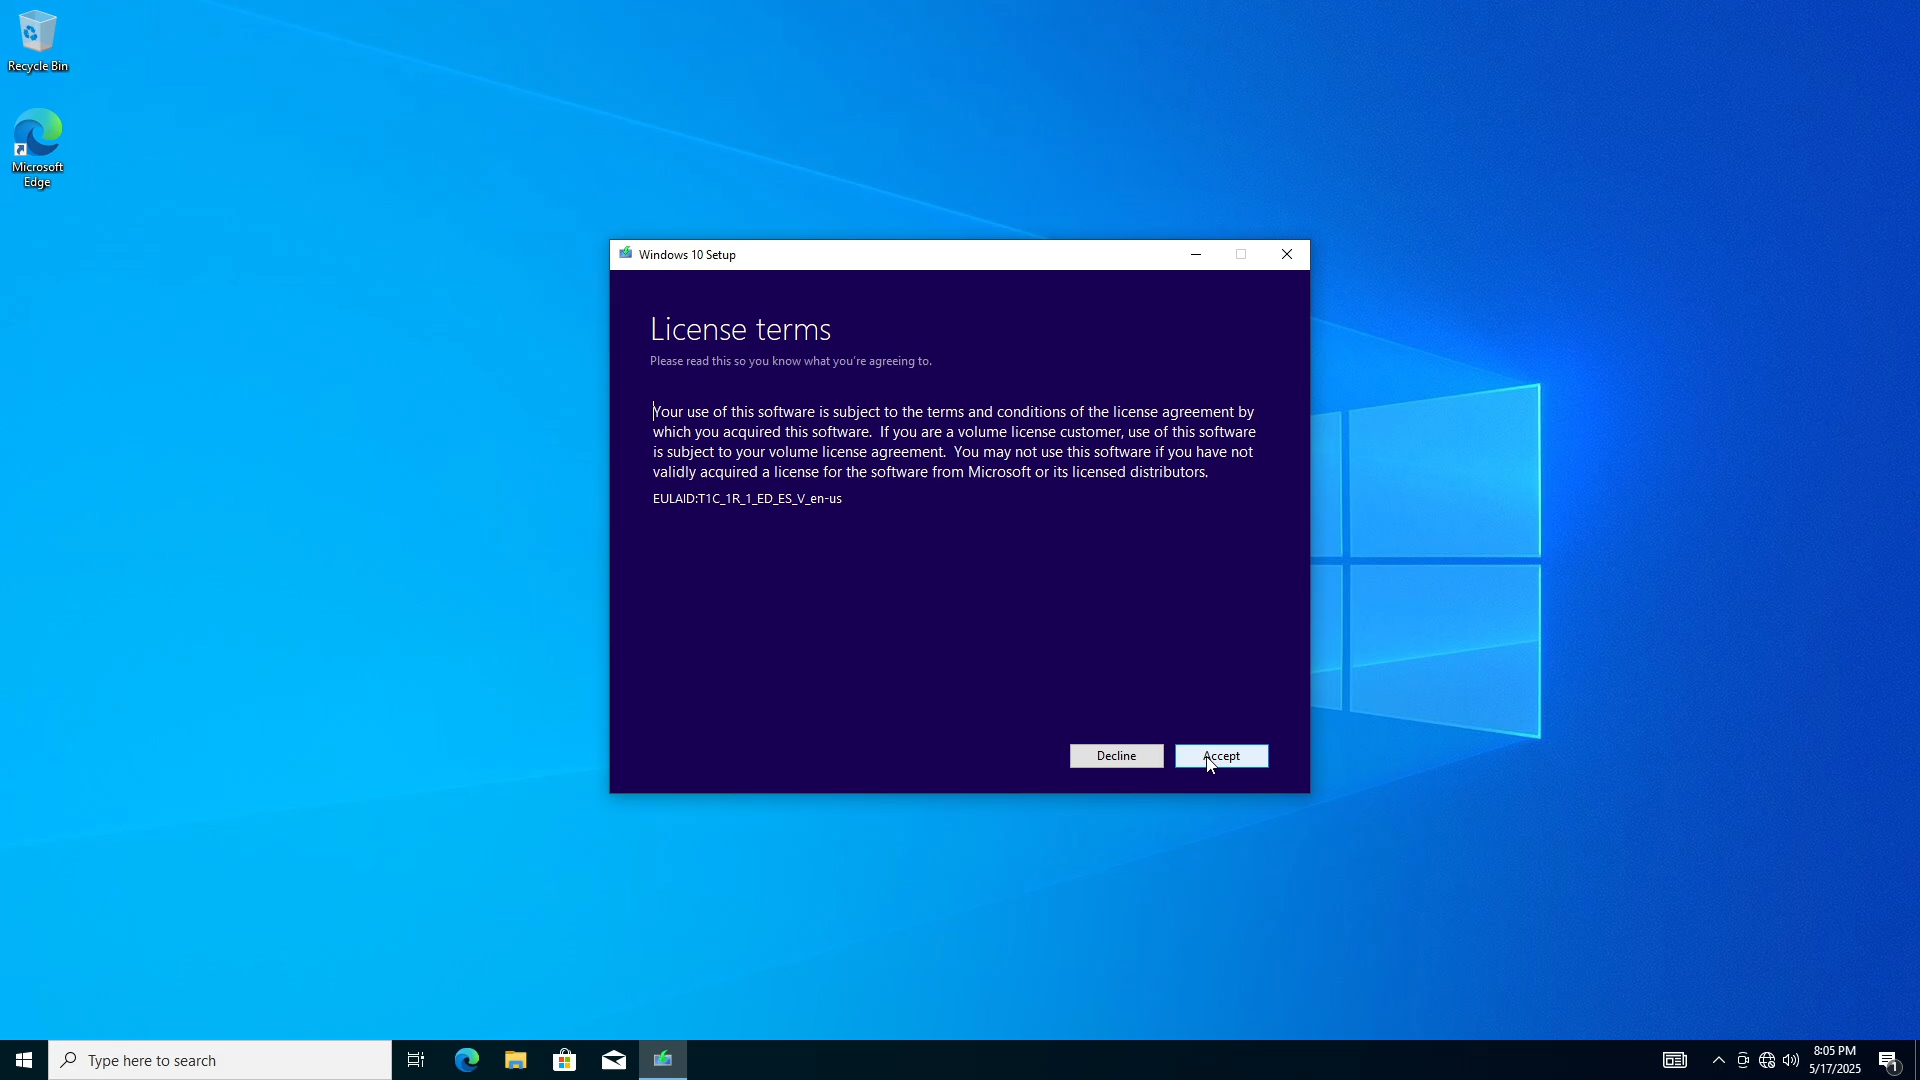 Recycle Bin
Microsoft
Edge
Windows 10 Setup
License terms
Please read this so you know what you're agreeing to.
Your use of this software is subject to the terms and conditions of the license agreement by
which you acquired this software.  If you are a volume license customer, use of this software
is subject to your volume license agreement.  You may not use this software if you have not
validly acquired a license for the software from Microsoft or its licensed distributors.
EULAID:T1C_1R_1_ED_ES_V_en-us
Decline
Accept
Type here to search
8:05 PM
5/17/2025
1